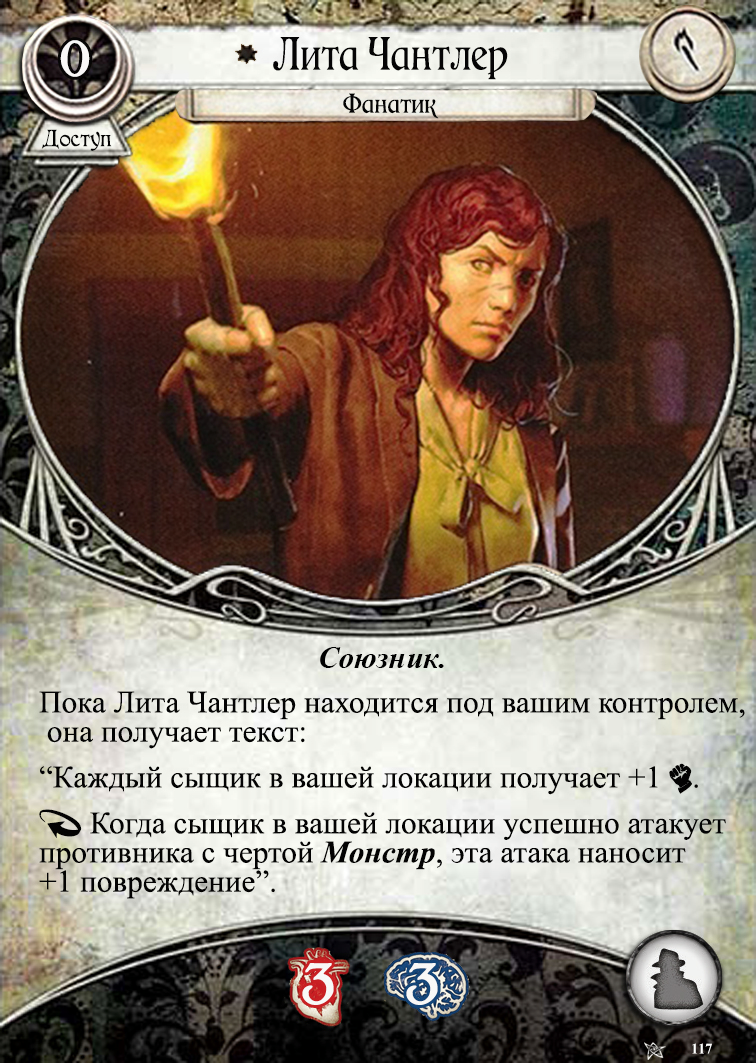 0
Лита Чантлер
Доступ
Фанатик
Союзник.
Пока Лита Чантлер находится под вашим контролем,
она получает текст:
“Каждый сыщик в вашей локации получает +1 .
Когда сыщик в вашей локации успешно атакует
противника с чертой Монстр, эта атака наносит
+1 повреждение”.
3 3
117